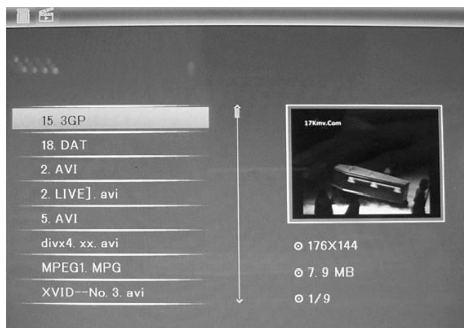 15. 3GP
18. DAT
2. AVI
2. LIVE]. avi
5. AVI
divx4. xx. avi
MPEG1. MPG
XVID--No. 3. avi
17Kmv.Com
176X144
7. 9 MB
1/9